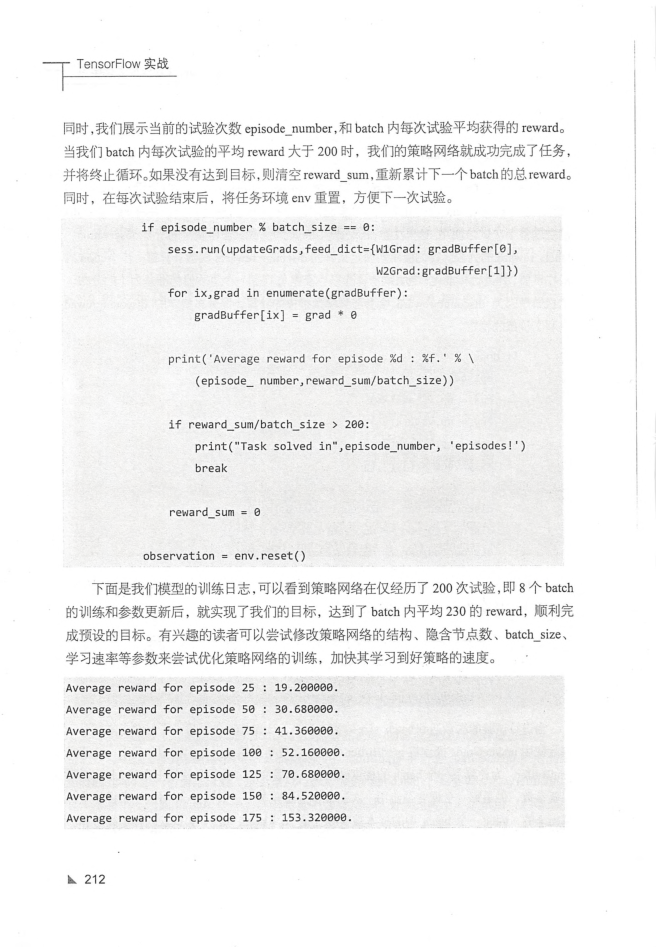 TensorFlow 实战
同时，我们展示当前的试验次数 episode_number，和 batch 内每次试验平均获得的 reward。
当我们 batch 内每次试验的平均 reward 大于 200 时，我们的策略网络就成功完成了任务，
并将终止循环。如果没有达到目标，则清空 reward_sum，重新累计下一个 batch 的总 reward。
同时，在每次试验结束后，将任务环境 env 重置，方便下一次试验。
if episode_number % batch_size == 0:
sess.run(updateGrads,feed_dict={W1Grad: gradBuffer[0],
W2Grad:gradBuffer[1]})
for ix,grad in enumerate(gradBuffer):
gradBuffer[ix] = grad * 0
print('Average reward for episode %d : %f.' % \
(episode_ number,reward_sum/batch_size))
if reward_sum/batch_size > 200:
print("Task solved in",episode_number, 'episodes!')
break
reward_sum = 0
observation = env.reset()
下面是我们模型的训练日志，可以看到策略网络在仅经历了 200 次试验，即 8 个 batch
的训练和参数更新后，就实现了我们的目标，达到了 batch 内平均 230 的 reward，顺利完
成预设的目标。有兴趣的读者可以尝试修改策略网络的结构、隐含节点数、batch_size、
学习速率等参数来尝试优化策略网络的训练，加快其学习到好策略的速度。
Average reward for episode 25 : 19.200000.
Average reward for episode 50 : 30.680000.
Average reward for episode 75 : 41.360000.
Average reward for episode 100 : 52.160000.
Average reward for episode 125 : 70.680000.
Average reward for episode 150 : 84.520000.
Average reward for episode 175 : 153.320000.
212